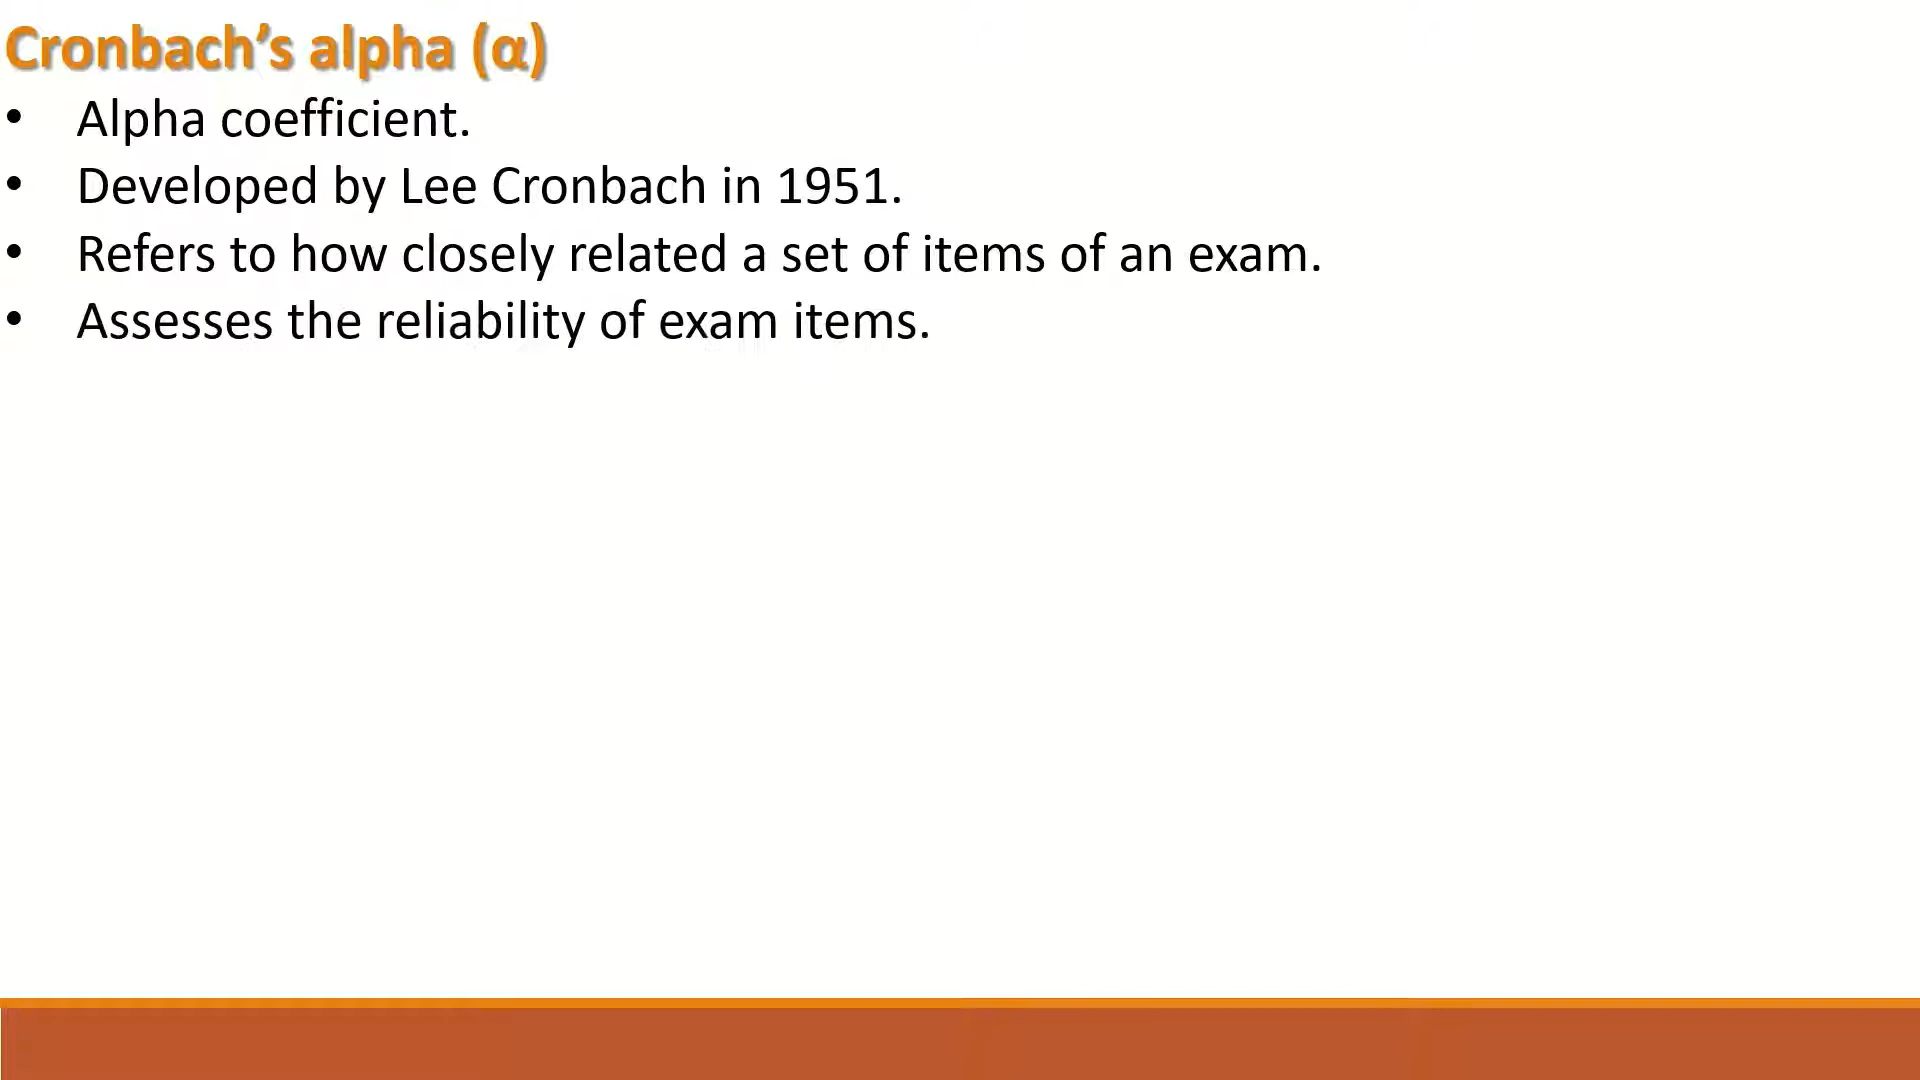 Cronbach’s alpha (α)
• Alpha coefficient.
• Developed by Lee Cronbach in 1951.
• Refers to how closely related a set of items of an exam.
• Assesses the reliability of exam items.